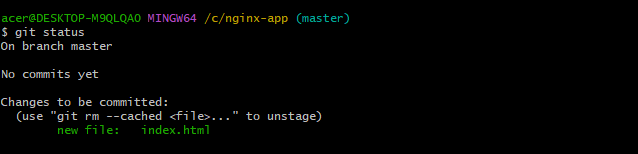 acer@DESKTOP-M9QLQAO MINGW64 /c/nginx-app (master)
$ git status
On branch master
No commits yet
Changes to be committed:
(use "git rm --cached <file>..." to unstage)
new file: index.html